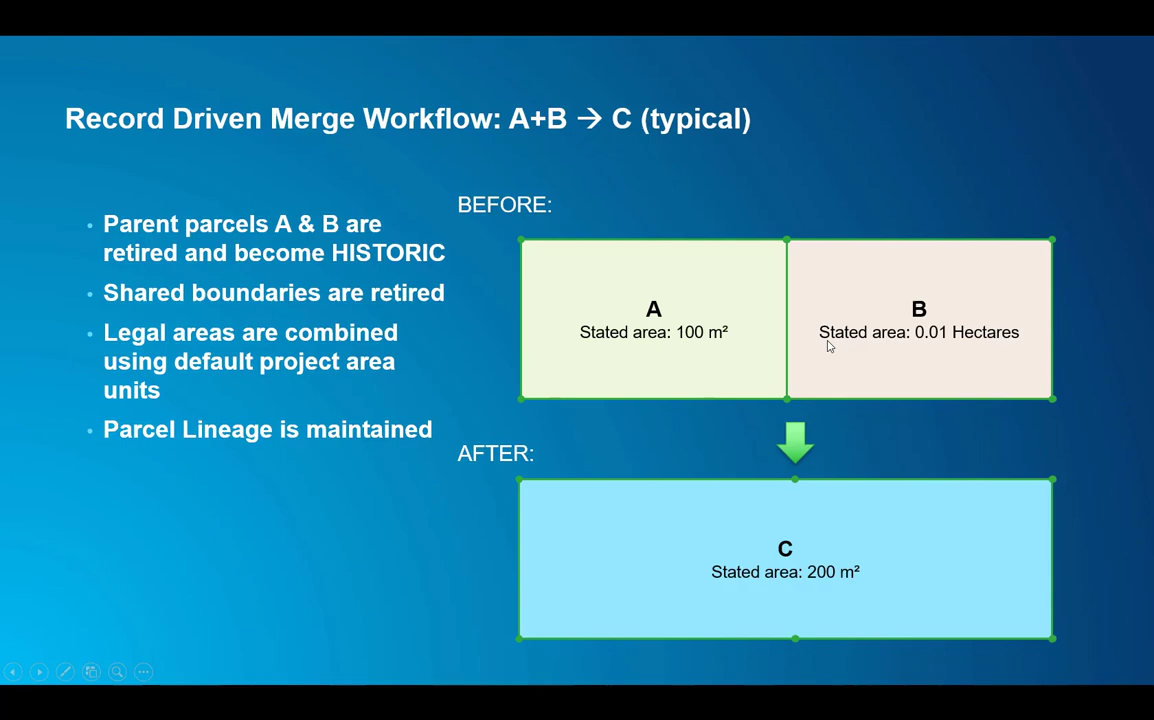 Record Driven Merge Workflow: A+B → C (typical)
• Parent parcels A & B are
retired and become HISTORIC
• Shared boundaries are retired
• Legal areas are combined
using default project area
units
• Parcel Lineage is maintained
BEFORE:
A
Stated area: 100 m²
B
Stated area: 0.01 Hectares
AFTER:
C
Stated area: 200 m²